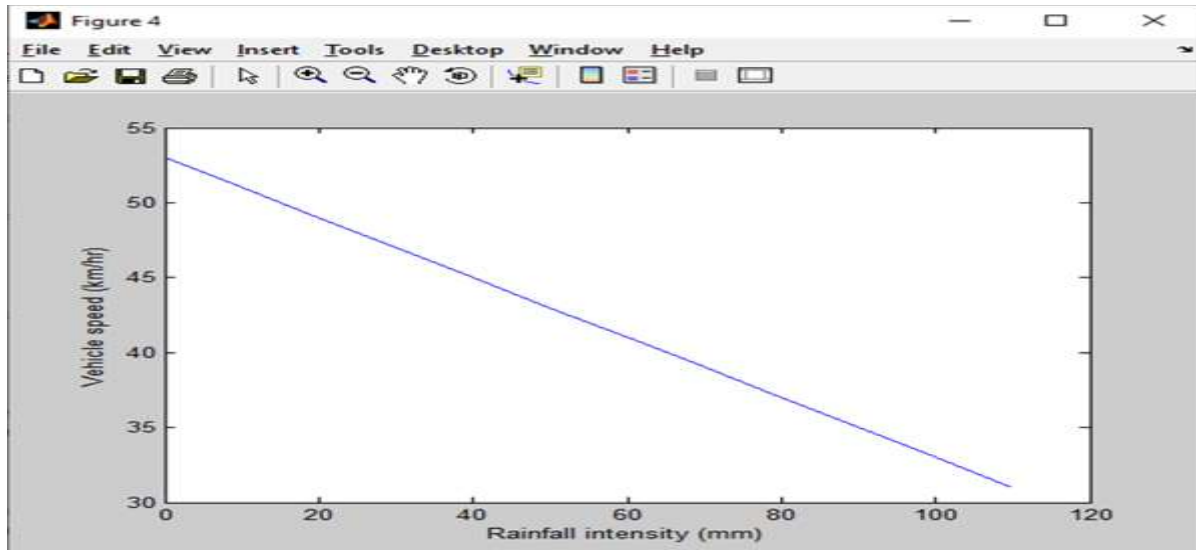 Figure 4
File Edit View Insert Tools Desktop Window Help
55
50
45
40
35
30
Vehicle speed (km/hr)
0 20 40 60 80 100 120
Rainfall intensity (mm)